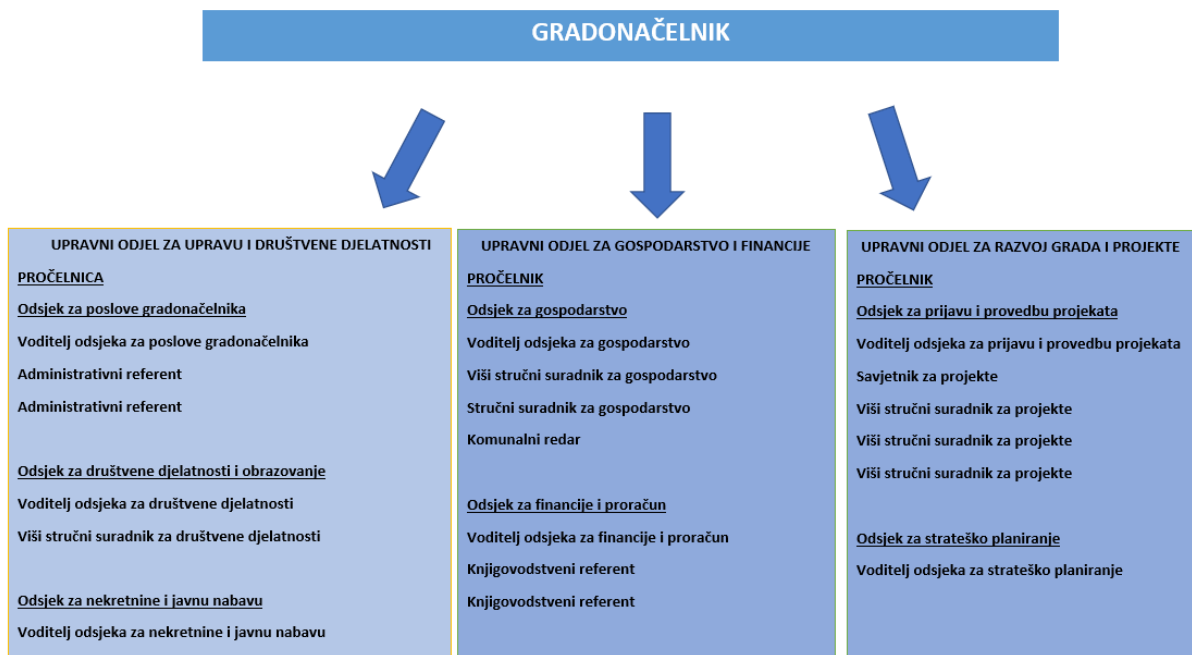 GRADONAČELNIK
UPRAVNI ODJEL ZA UPRAVU I DRUŠTVENE DJELATNOSTI
PROČELNICA
Odsjek za poslove gradonačelnika
Voditelj odsjeka za poslove gradonačelnika
Administrativni referent
Administrativni referent
Odsjek za društvene djelatnosti i obrazovanje
Voditelj odsjeka za društvene djelatnosti
Viši stručni suradnik za društvene djelatnosti
Odsjek za nekretnine i javnu nabavu
Voditelj odsjeka za nekretnine i javnu nabavu
UPRAVNI ODJEL ZA GOSPODARSTVO I FINANCIJE
PROČELNIK
Odsjek za gospodarstvo
Voditelj odsjeka za gospodarstvo
Viši stručni suradnik za gospodarstvo
Stručni suradnik za gospodarstvo
Komunalni redar
Odsjek za financije i proračun
Voditelj odsjeka za financije i proračun
Knjigovodstveni referent
Knjigovodstveni referent
UPRAVNI ODJEL ZA RAZVOJ GRADA I PROJEKTE
PROČELNIK
Odsjek za prijavu i provedbu projekata
Voditelj odsjeka za prijavu i provedbu projekata
Savjetnik za projekte
Viši stručni suradnik za projekte
Viši stručni suradnik za projekte
Viši stručni suradnik za projekte
Odsjek za strateško planiranje
Voditelj odsjeka za strateško planiranje